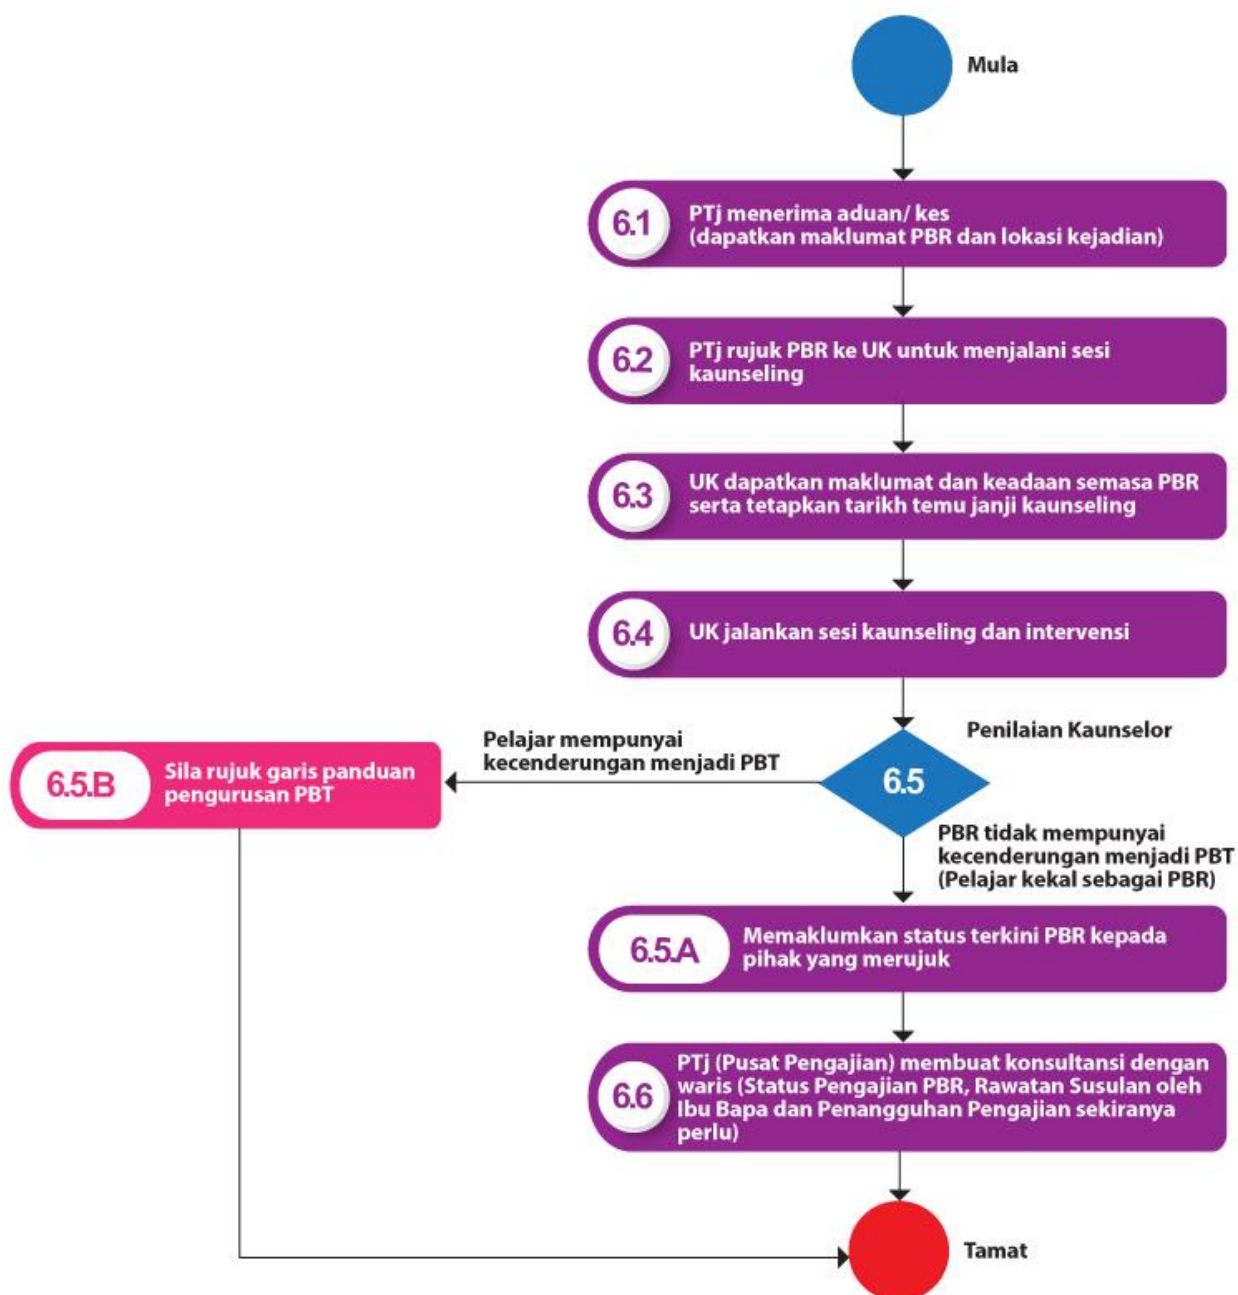 Mula
6.1
PTj menerima aduan/ kes
(dapatkan maklumat PBR dan lokasi kejadian)
6.2
PTj rujuk PBR ke UK untuk menjalani sesi
kaunseling
6.3
UK dapatkan maklumat dan keadaan semasa PBR
serta tetapkan tarikh temu janji kaunseling
6.4
UK jalankan sesi kaunseling dan intervensi
Penilaian Kaunselor
6.5
Pelajar mempunyai
kecenderungan menjadi PBT
6.5.B
Sila rujuk garis panduan
pengurusan PBT
PBR tidak mempunyai
kecenderungan menjadi PBT
(Pelajar kekal sebagai PBR)
6.5.A
Memaklumkan status terkini PBR kepada
pihak yang merujuk
6.6
PTj (Pusat Pengajian) membuat konsultansi dengan
waris (Status Pengajian PBR, Rawatan Susulan oleh
Ibu Bapa dan Penangguhan Pengajian sekiranya
perlu)
Tamat